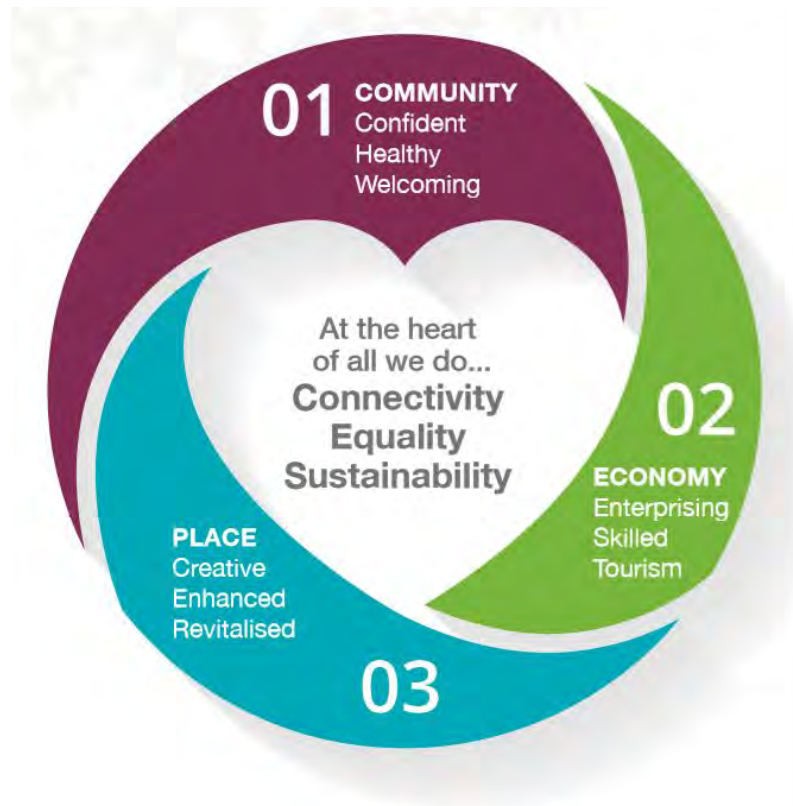 01
COMMUNITY
Confident
Healthy
Welcoming
At the heart
of all we do...
Connectivity
Equality
Sustainability
02
ECONOMY
Enterprising
Skilled
Tourism
PLACE
Creative
Enhanced
Revitalised
03